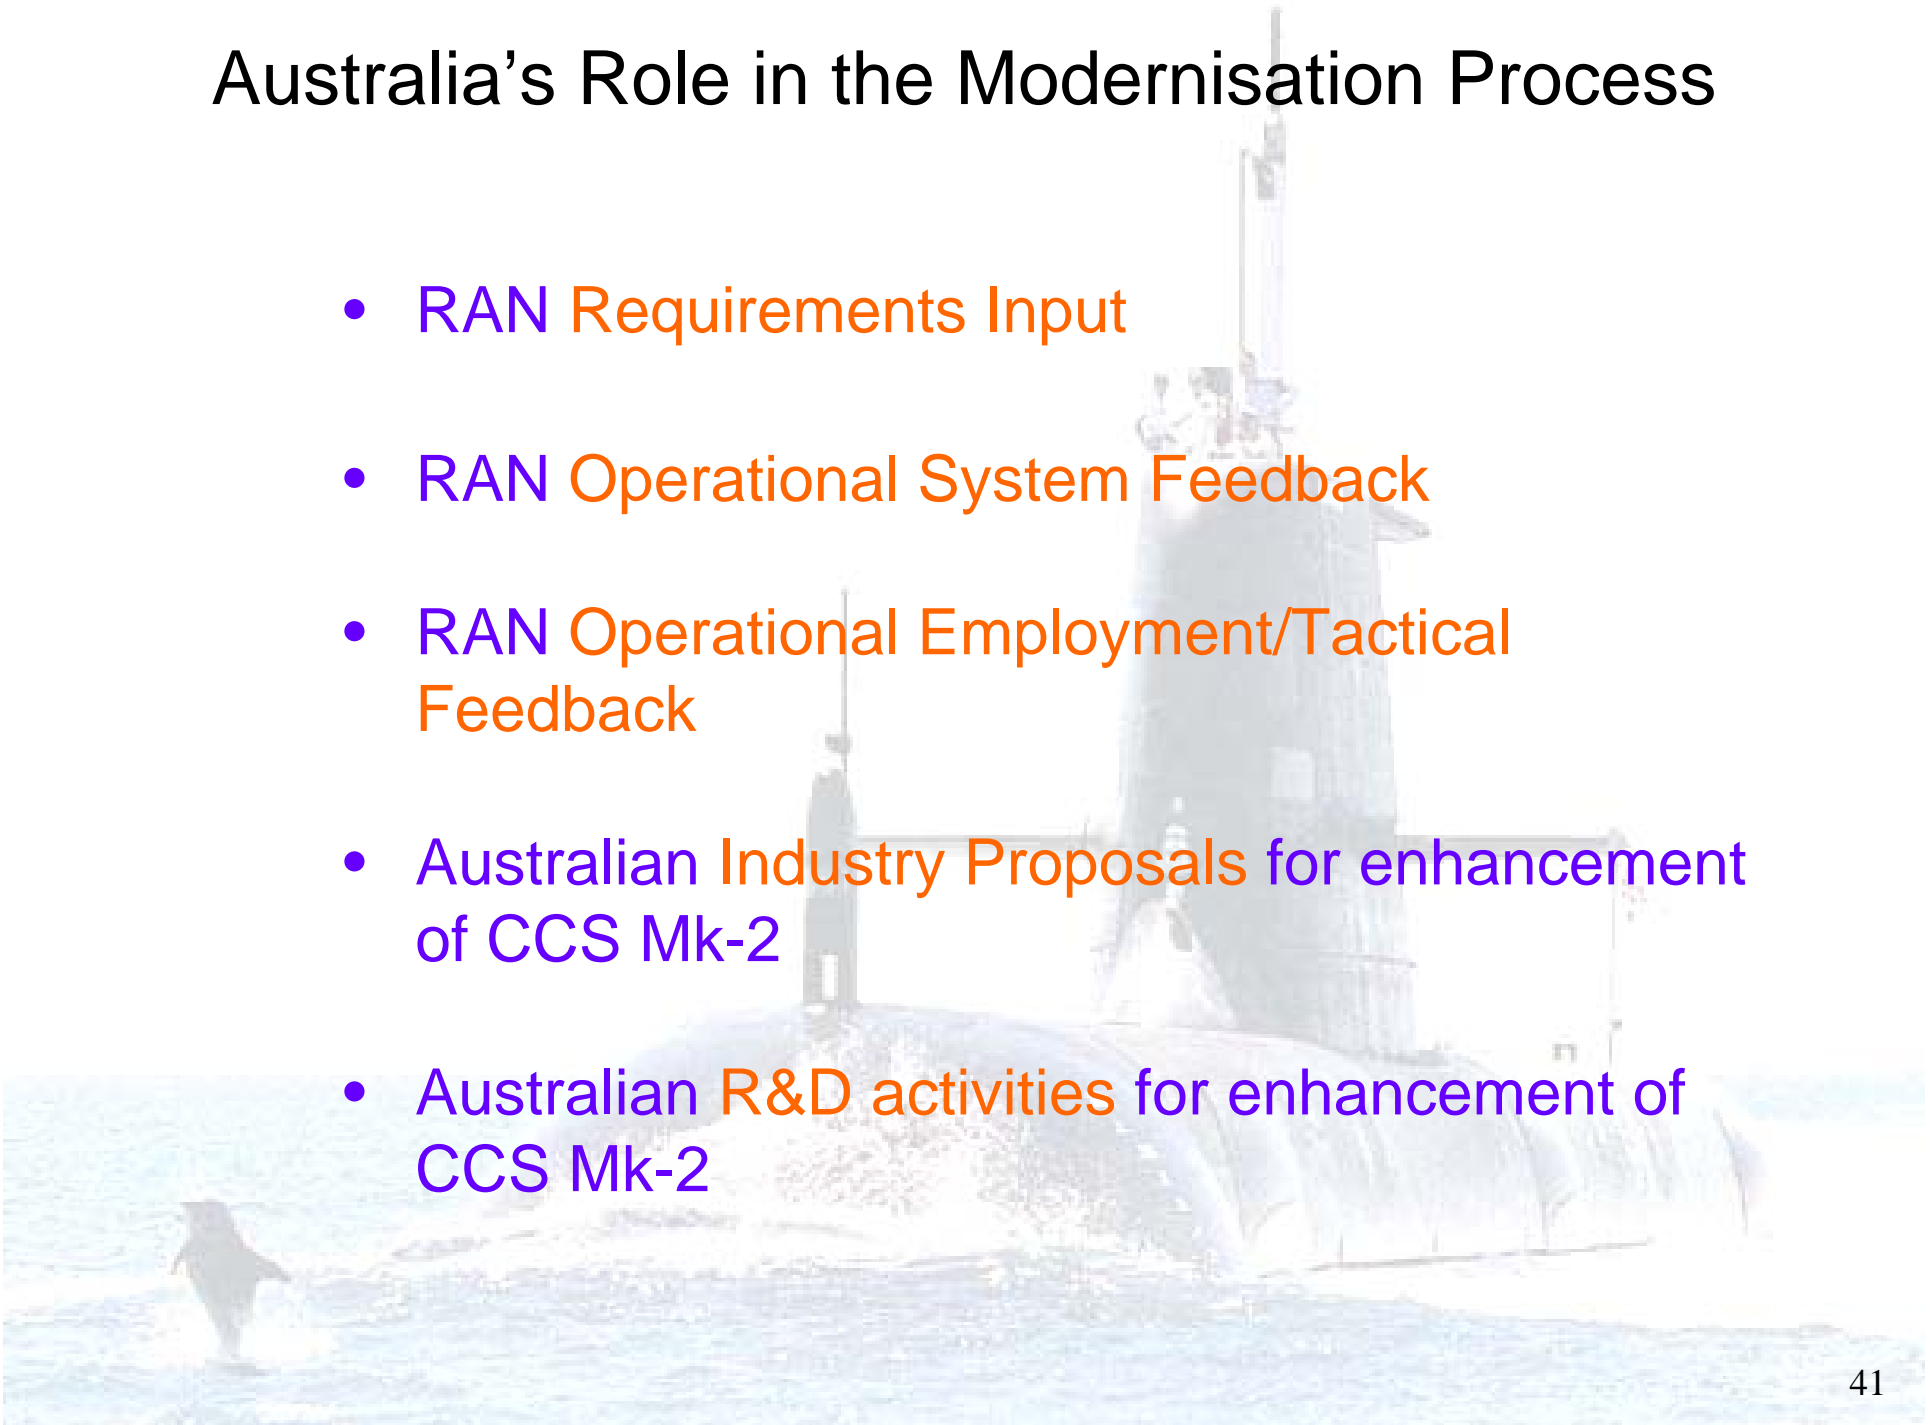 Australia’s Role in the Modernisation Process
• RAN Requirements Input
• RAN Operational System Feedback
• RAN Operational Employment/Tactical
Feedback
• Australian Industry Proposals for enhancement
of CCS Mk-2
• Australian R&D activities for enhancement of
CCS Mk-2
41